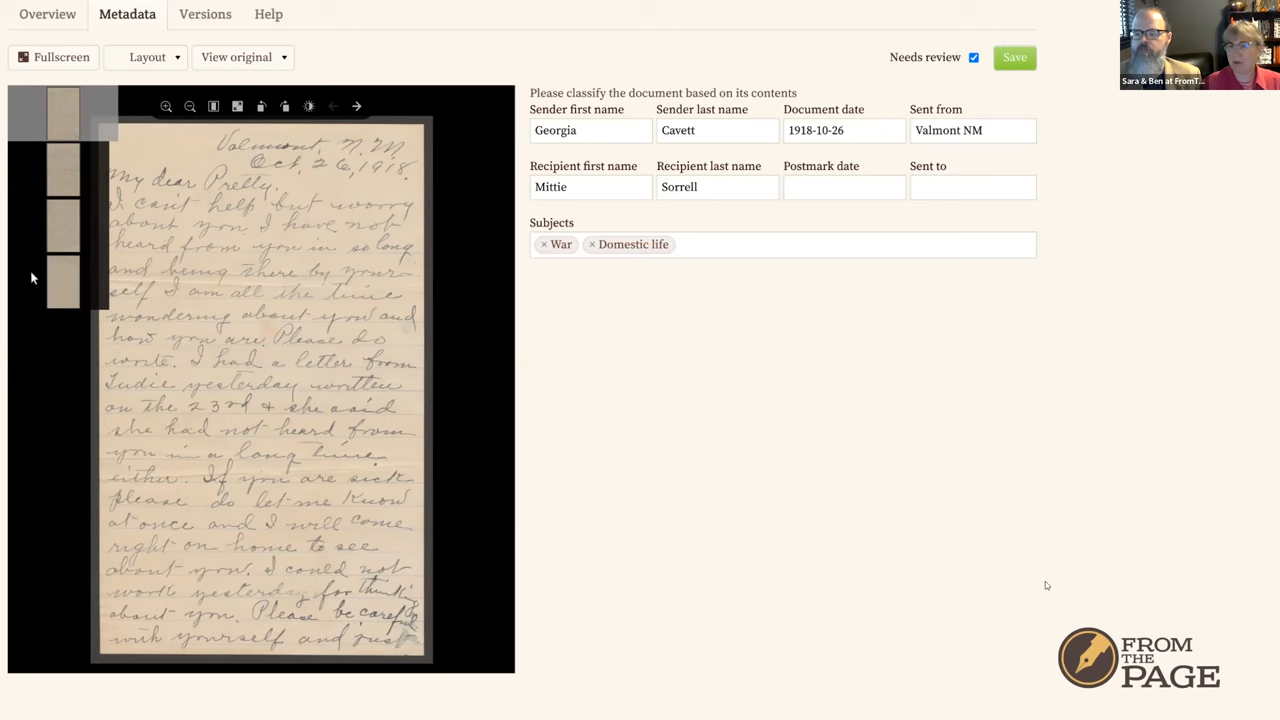 Overview Metadata Versions Help
Fullscreen Layout View original Needs review Save
Please classify the document based on its contents
Sender first name Sender last name Document date Sent from
Georgia Cavett 1918-10-26 Valmont NM
Recipient first name Recipient last name Postmark date Sent to
Mittie Sorrell
Subjects
× War × Domestic life
Valmont, N.M
Oct, 26, 1918.
My dear Pretty,
I can't help but worry
about you. I have not
heard from you in so long
and being there by your-
self I am all the time
wondering about you and
how you are. Please do
write. I had a letter from
Ludie yesterday written
on the 23rd & she said
she had not heard from
you in a long time
either. If you are sick
please do let me know
at once and I will come
right on home to see
about you. I could not
work yesterday for thinking
about you. Please be careful
with yourself and just
Sara & Ben at FromT...
FROM
THE
PAGE